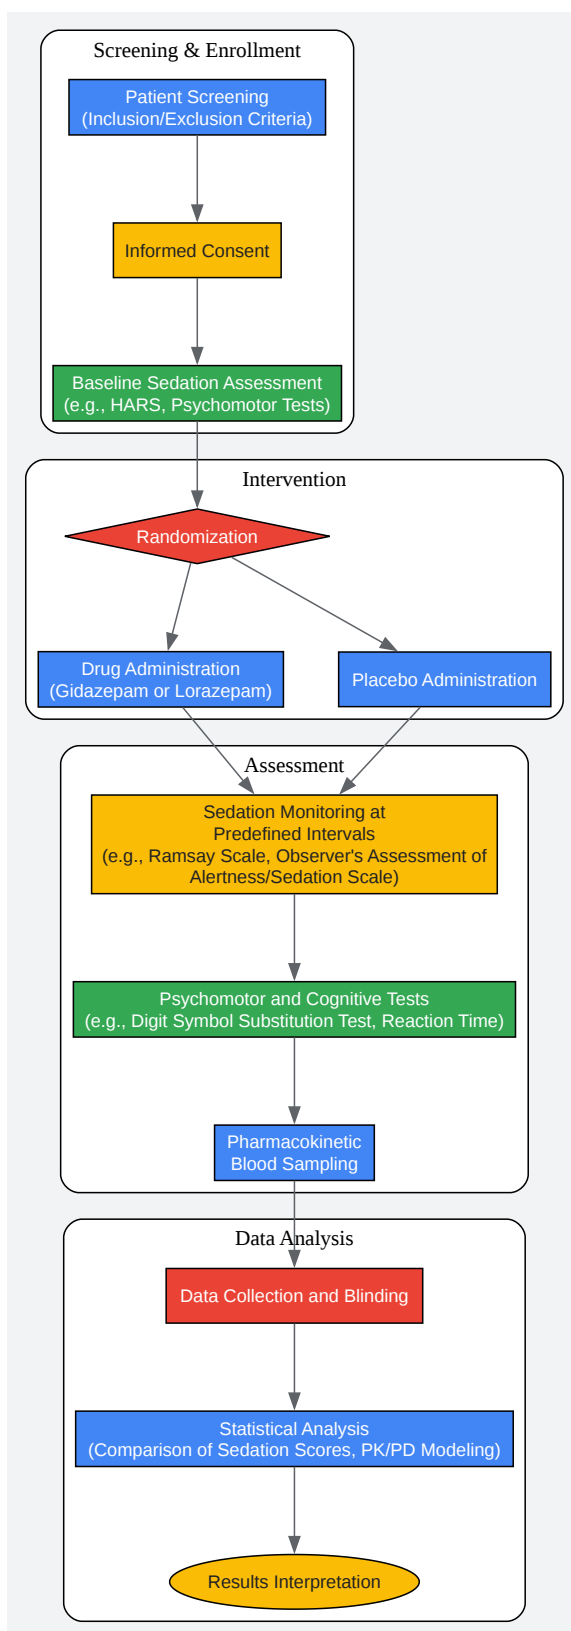 Screening & Enrollment
Patient Screening
(Inclusion/Exclusion Criteria)
Informed Consent
Baseline Sedation Assessment
(e.g., HARS, Psychomotor Tests)
Intervention
Randomization
Drug Administration
(Gidazepam or Lorazepam)
Placebo Administration
Assessment
Sedation Monitoring at
Predefined Intervals
(e.g., Ramsay Scale, Observer's Assessment of
Alertness/Sedation Scale)
Psychomotor and Cognitive Tests
(e.g., Digit Symbol Substitution Test, Reaction Time)
Pharmacokinetic
Blood Sampling
Data Analysis
Data Collection and Blinding
Statistical Analysis
(Comparison of Sedation Scores, PK/PD Modeling)
Results Interpretation